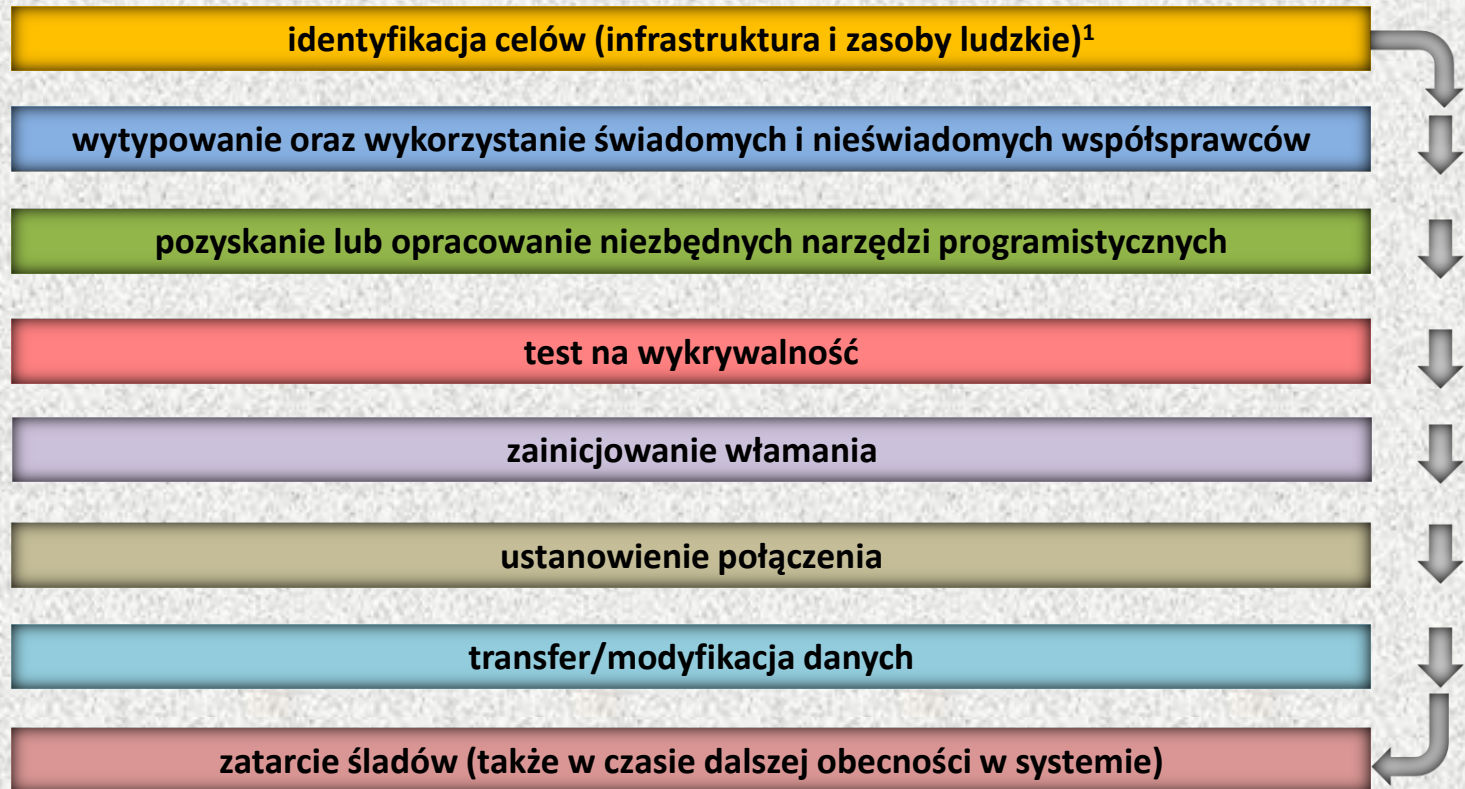 identyfikacja celów (infrastruktura i zasoby ludzkie)¹
wytypowanie oraz wykorzystanie świadomych i nieświadomych współsprawców
pozyskanie lub opracowanie niezbędnych narzędzi programistycznych
test na wykrywalność
zainicjowanie włamania
ustanowienie połączenia
transfer/modyfikacja danych
zatarcie śladów (także w czasie dalszej obecności w systemie)